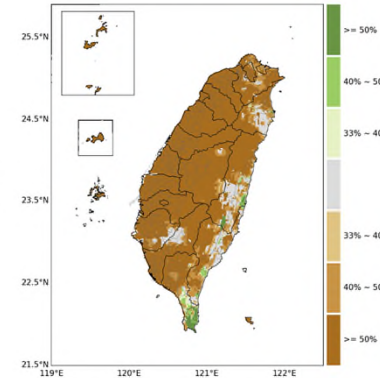 25.5°N
24.5°N
23.5°N
22.5°N
21.5°N
119°E
120°E
121°E
122°E
>= 50%
40% ~ 50
33% ~ 40
33% ~ 40
40% ~ 50
>= 50%